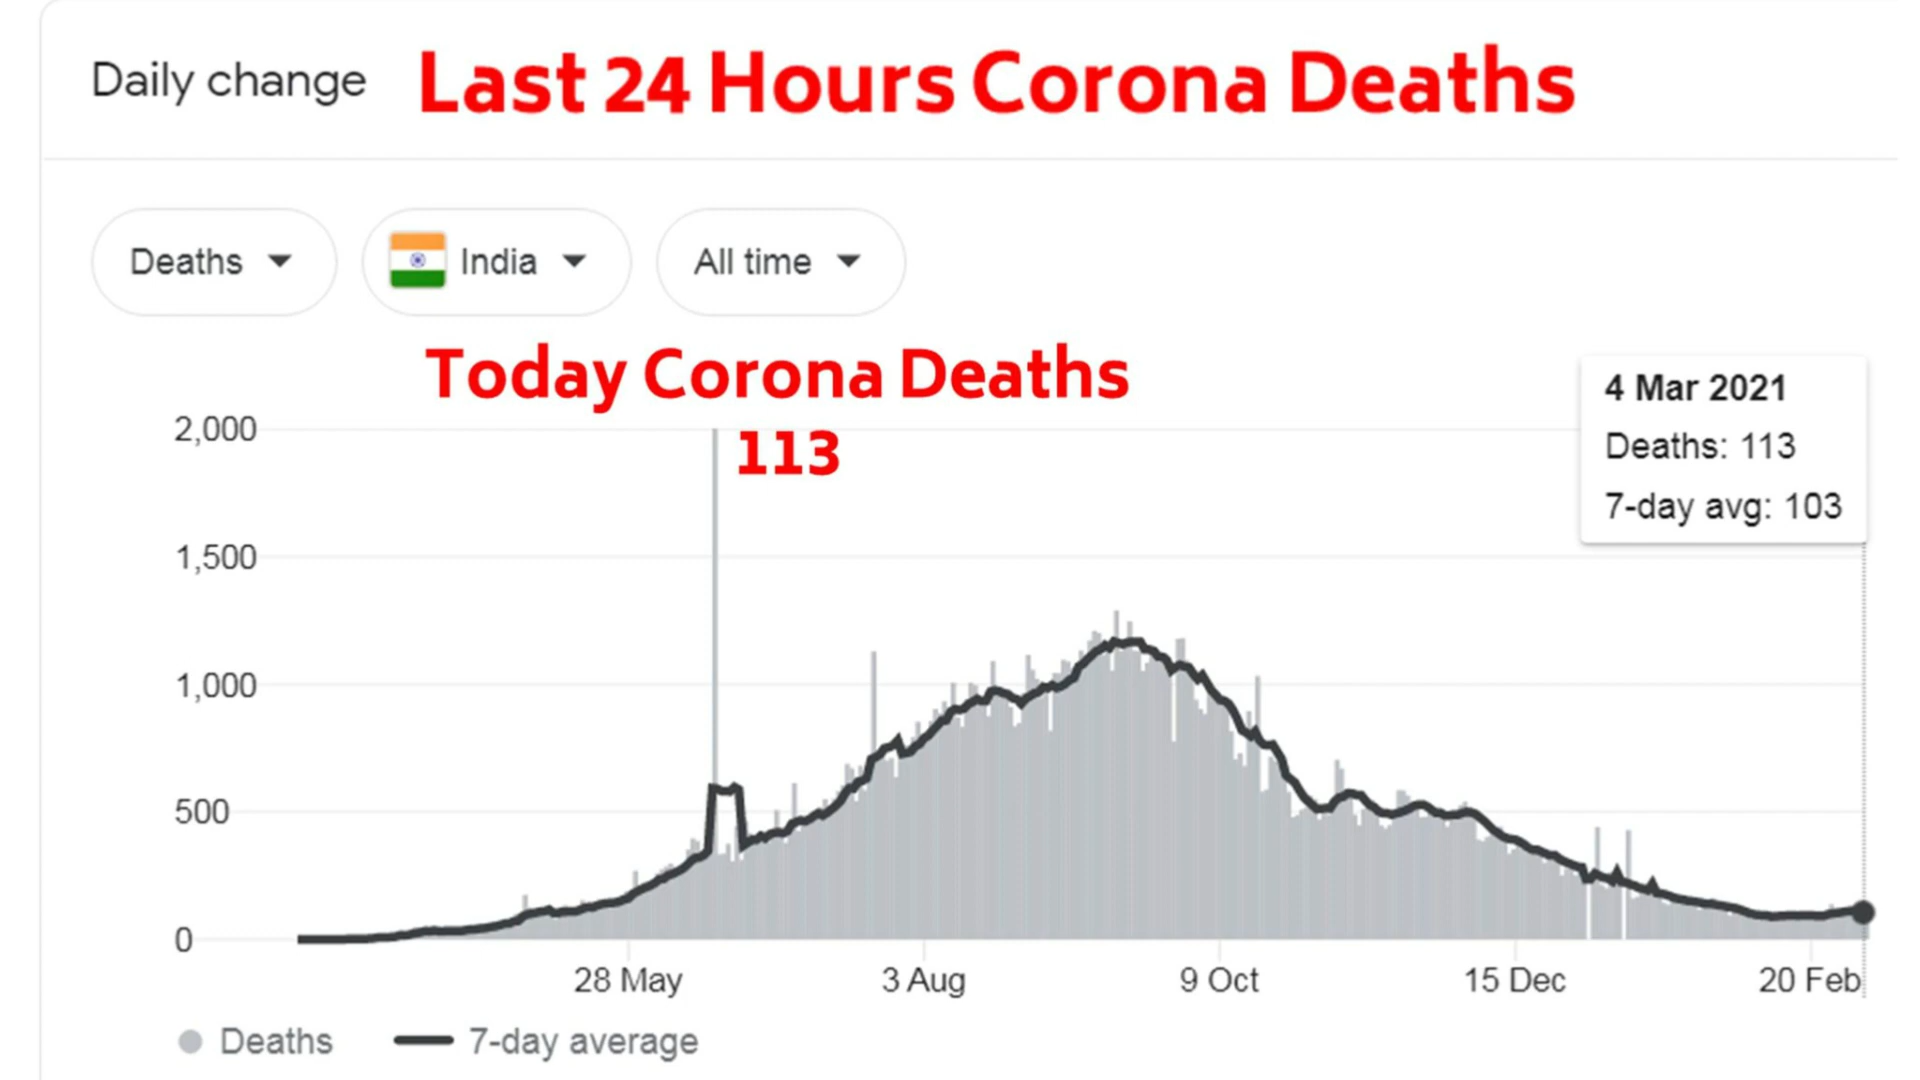 Daily change Last 24 Hours Corona Deaths
Deaths India All time
Today Corona Deaths
113
4 Mar 2021
Deaths: 113
7-day avg: 103
2,000
1,500
1,000
500
0
28 May 3 Aug 9 Oct 15 Dec 20 Feb
Deaths 7-day average